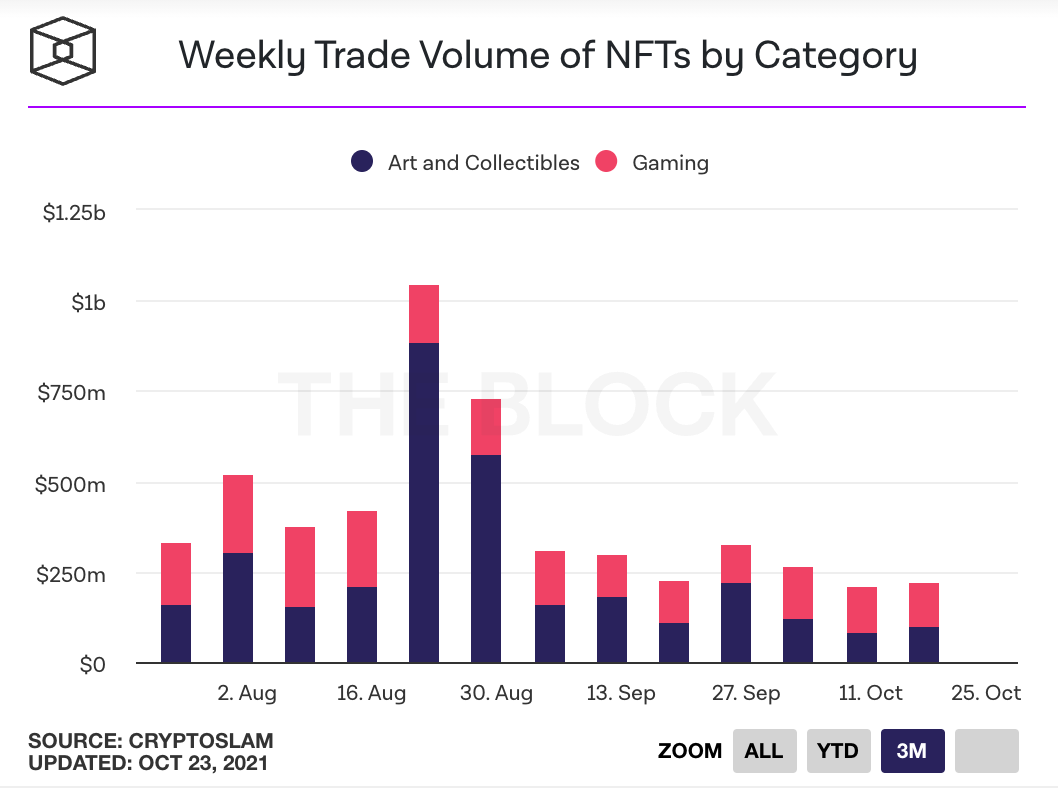 Weekly Trade Volume of NFTs by Category
Art and Collectibles Gaming
$1.25b
$1b
$750m
$500m
$250m
$0
THE BLOCK
2. Aug 16. Aug 30. Aug 13. Sep 27. Sep 11. Oct 25. Oct
SOURCE: CRYPTOSLAM
UPDATED: OCT 23, 2021
ZOOM ALL YTD 3M